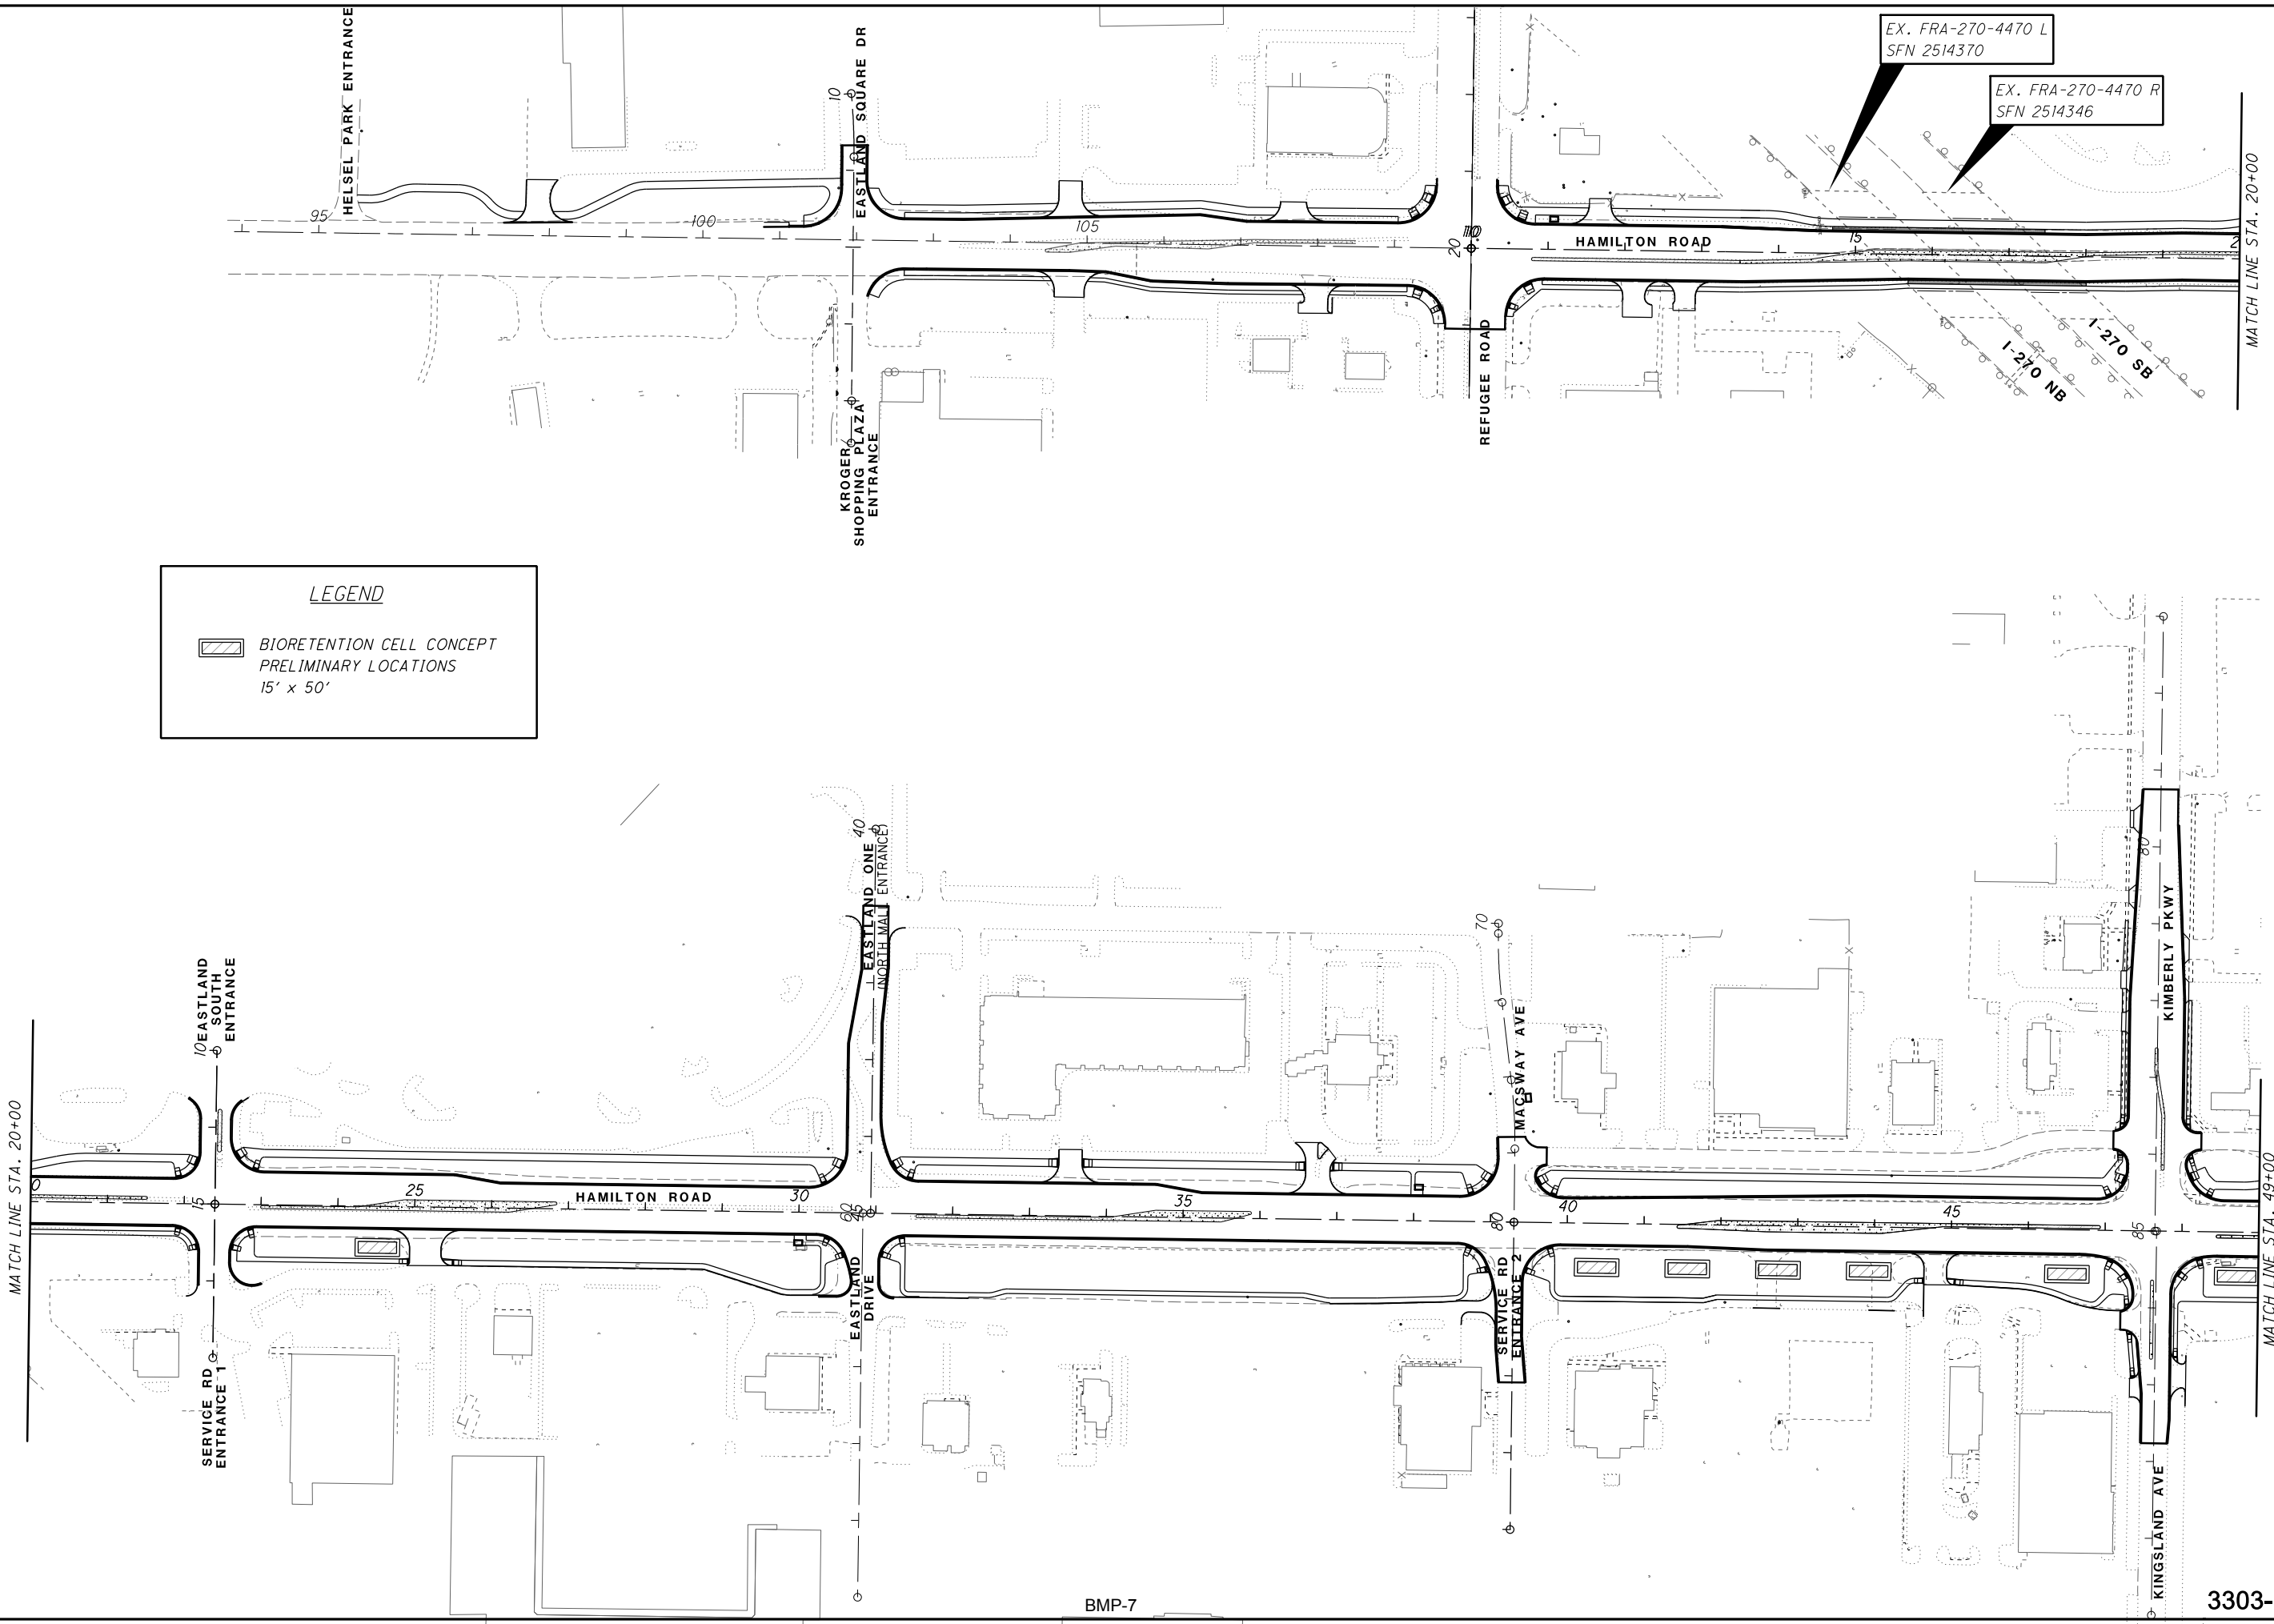 HELSEL PARK ENTRANCE
EASTLAND SQUARE DR
10
EX. FRA-270-4470 L
SFN 2514370
EX. FRA-270-4470 R
SFN 2514346
MATCH LINE STA. 20+00
95
100
105
20
HAMILTON ROAD
15
I-270 SB
I-270 NB
REFUGEE ROAD
KROGER
SHOPPING PLAZA
ENTRANCE
LEGEND
BIORETENTION CELL CONCEPT
PRELIMINARY LOCATIONS
15' x 50'
MATCH LINE STA. 20+00
10
EASTLAND
SOUTH
ENTRANCE
40
EASTLAND ONE
(NORTH MALL ENTRANCE)
70
MACSWAY AVE
80
KIMBERLY PKWY
0
15
25
HAMILTON ROAD
30
60
45
35
80
40
45
85
MATCH LINE STA. 49+00
SERVICE RD
ENTRANCE 1
EASTLAND
DRIVE
SERVICE RD
ENTRANCE 2
KINGSLAND AVE
BMP-7
3303-